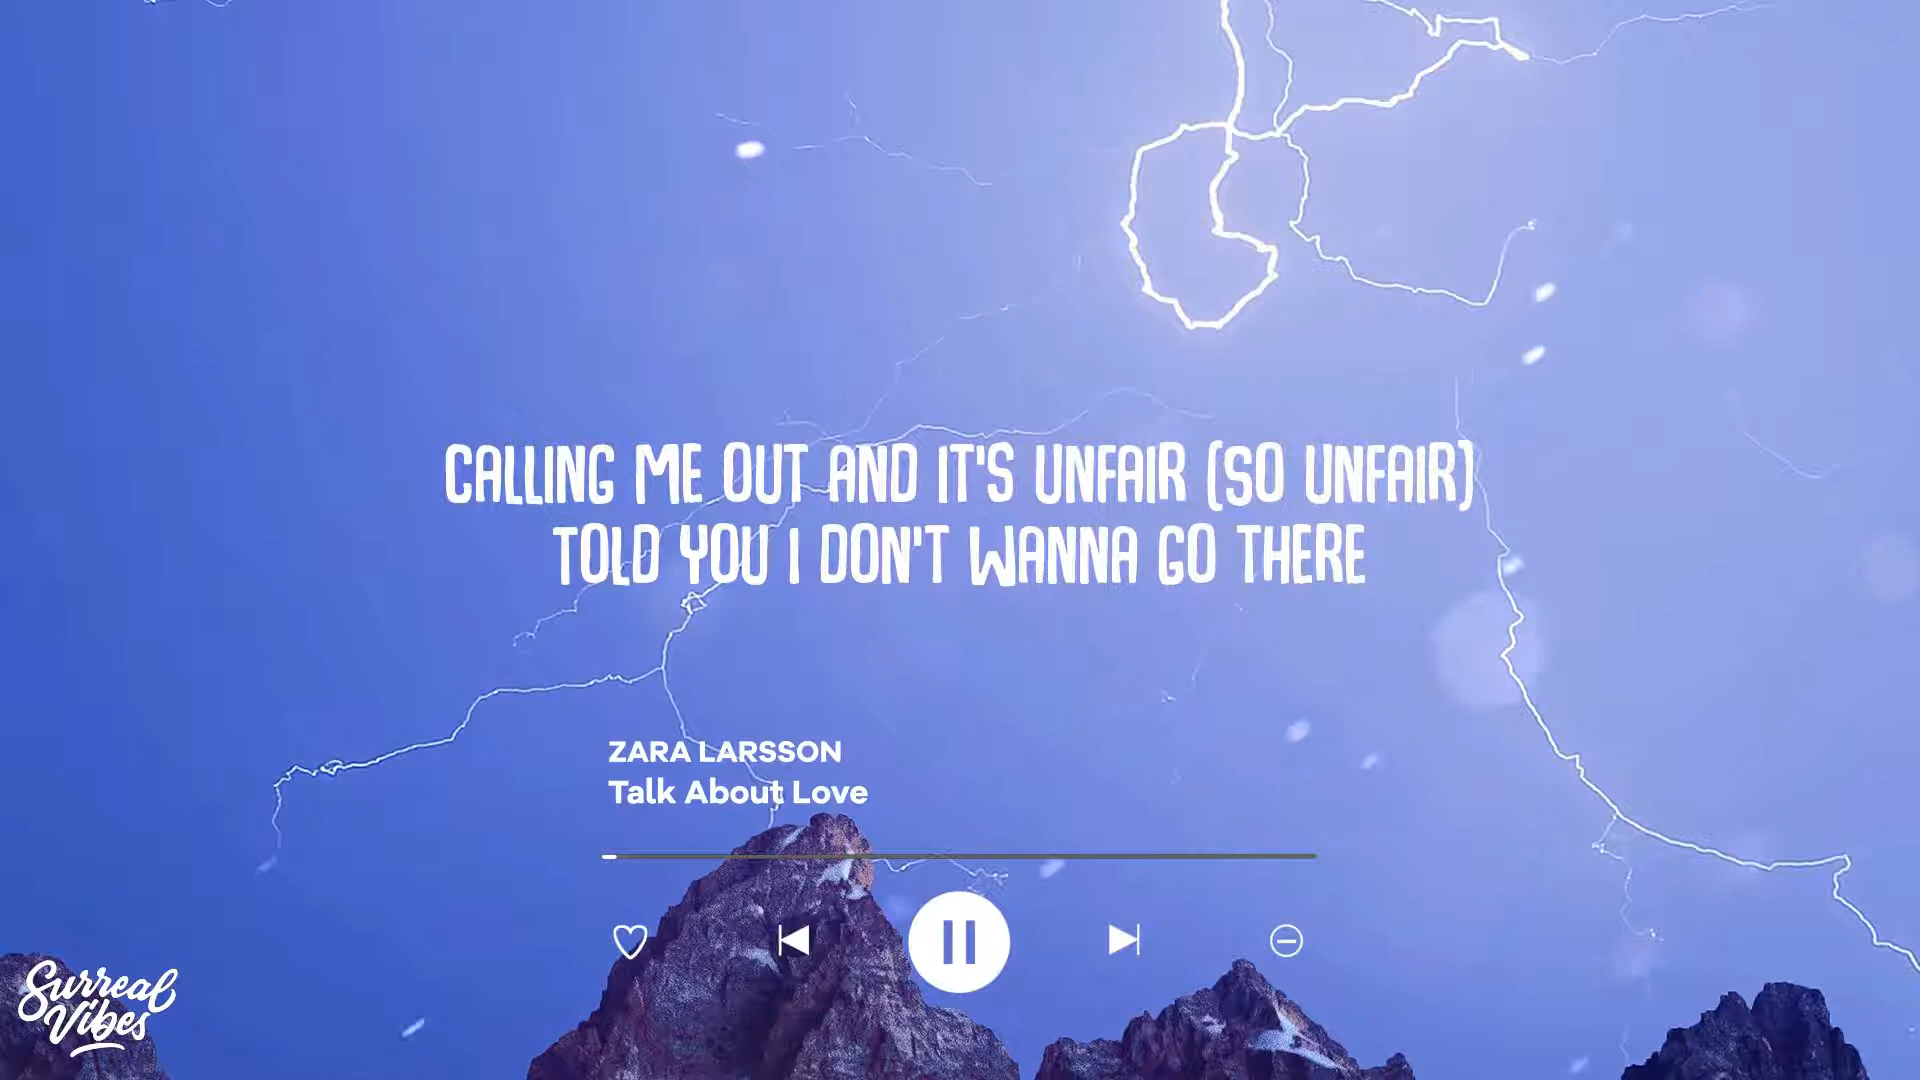 CALLING ME OUT AND IT'S UNFAIR (SO UNFAIR)
TOLD YOU I DON'T WANNA GO THERE
ZARA LARSSON
Talk About Love
Surreal
Vibes